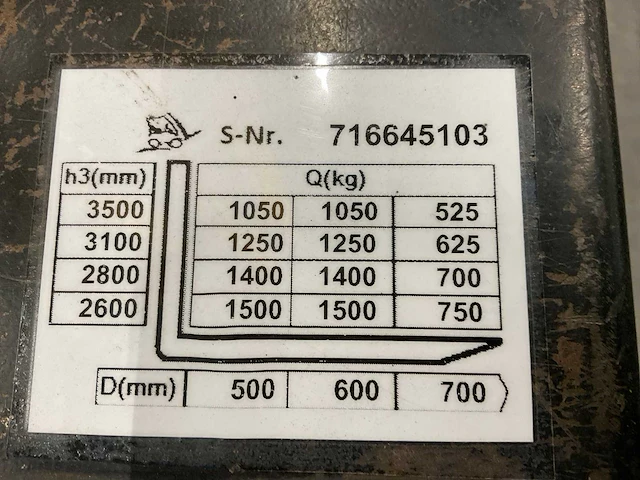 S-Nr. 716645103
h3(mm) Q(kg)
3500 1050 1050 525
3100 1250 1250 625
2800 1400 1400 700
2600 1500 1500 750
D(mm) 500 600 700